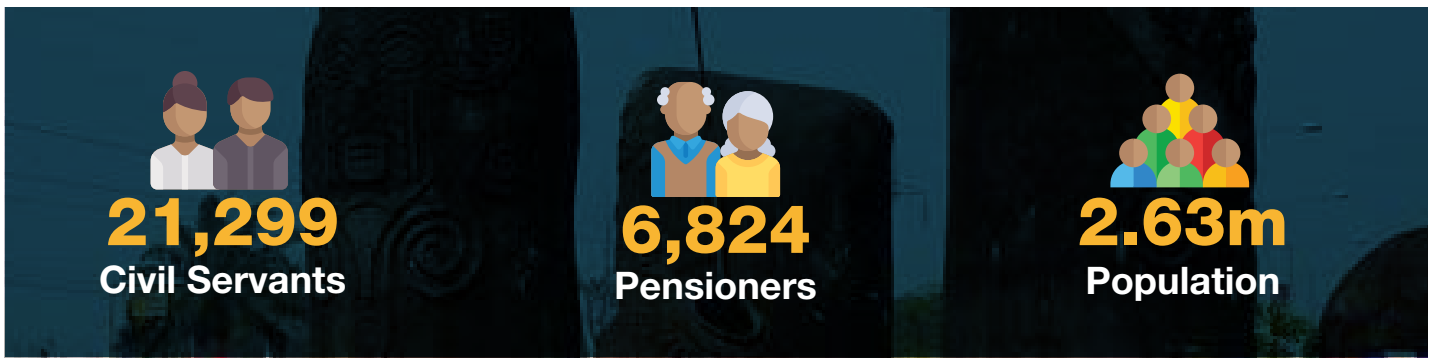 21,299
Civil Servants
6,824
Pensioners
2.63m
Population